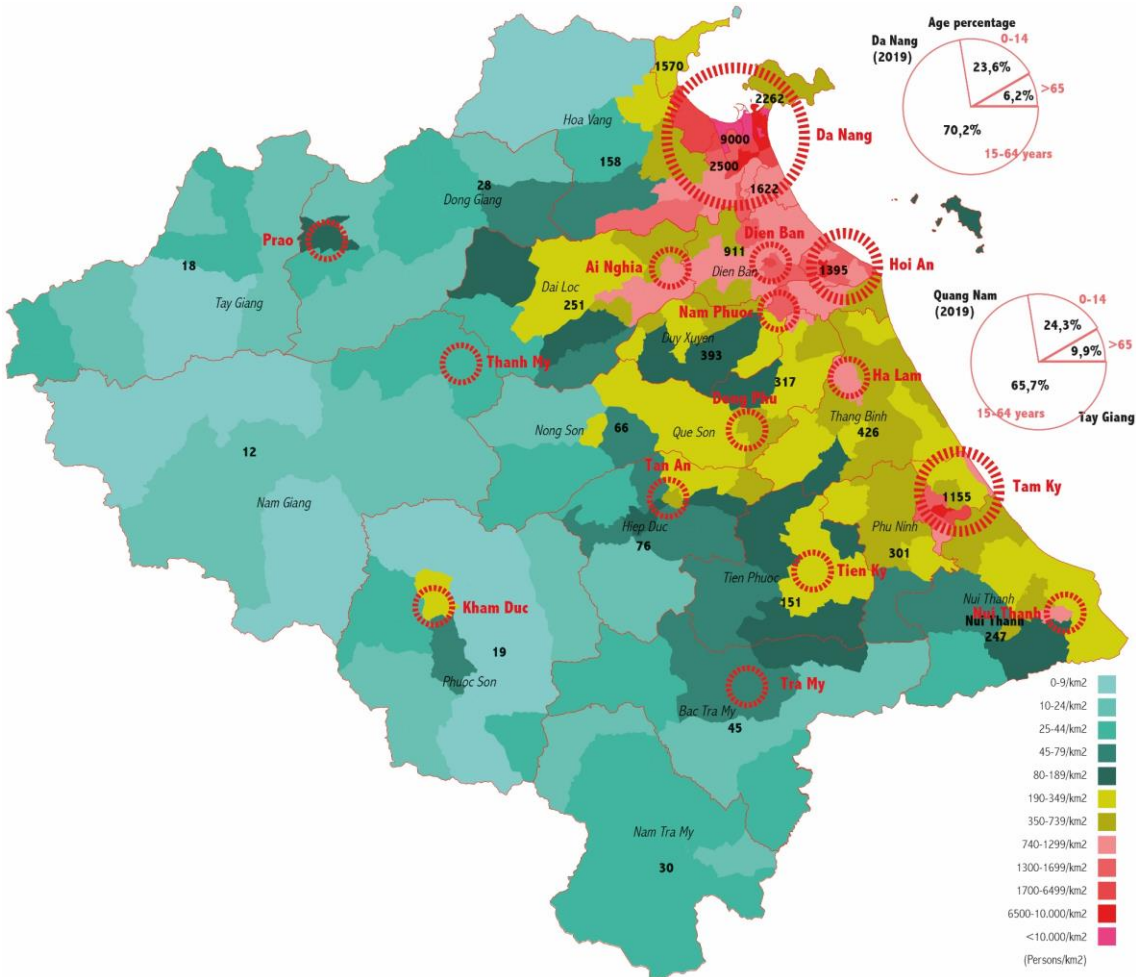 Age percentage
Da Nang
(2019)
0-14
23,6%
>65
6,2%
70,2%
15-64 years
1570
2262
Hoa Vang
Da Nang
9000
158
2500
28
1622
Dong Giang
Prao
Dien Ban
911
18
Ai Nghia
Dien Ban
1395
Hoi An
Tay Giang
Dai Loc
251
Quang Nam
(2019)
0-14
24,3%
>65
9,9%
65,7%
15-64 years
Tay Giang
Nam Phuoc
Duy Xuyen
393
Thanh My
Ha Lam
317
Dong Phu
Thang Binh
426
Nong Son
66
Que Son
12
Tan An
Tam Ky
1155
Nam Giang
Hiep Duc
76
Phu Ninh
301
Tien Phuoc
Tien Ky
151
Kham Duc
Nui Thanh
Nui Thanh
Nui Thanh
247
19
Phuoc Son
Tra My
Bac Tra My
45
Nam Tra My
30
0-9/km2
10-24/km2
25-44/km2
45-79/km2
80-189/km2
190-349/km2
350-739/km2
740-1299/km2
1300-1699/km2
1700-6499/km2
6500-10.000/km2
<10.000/km2
(Persons/km2)